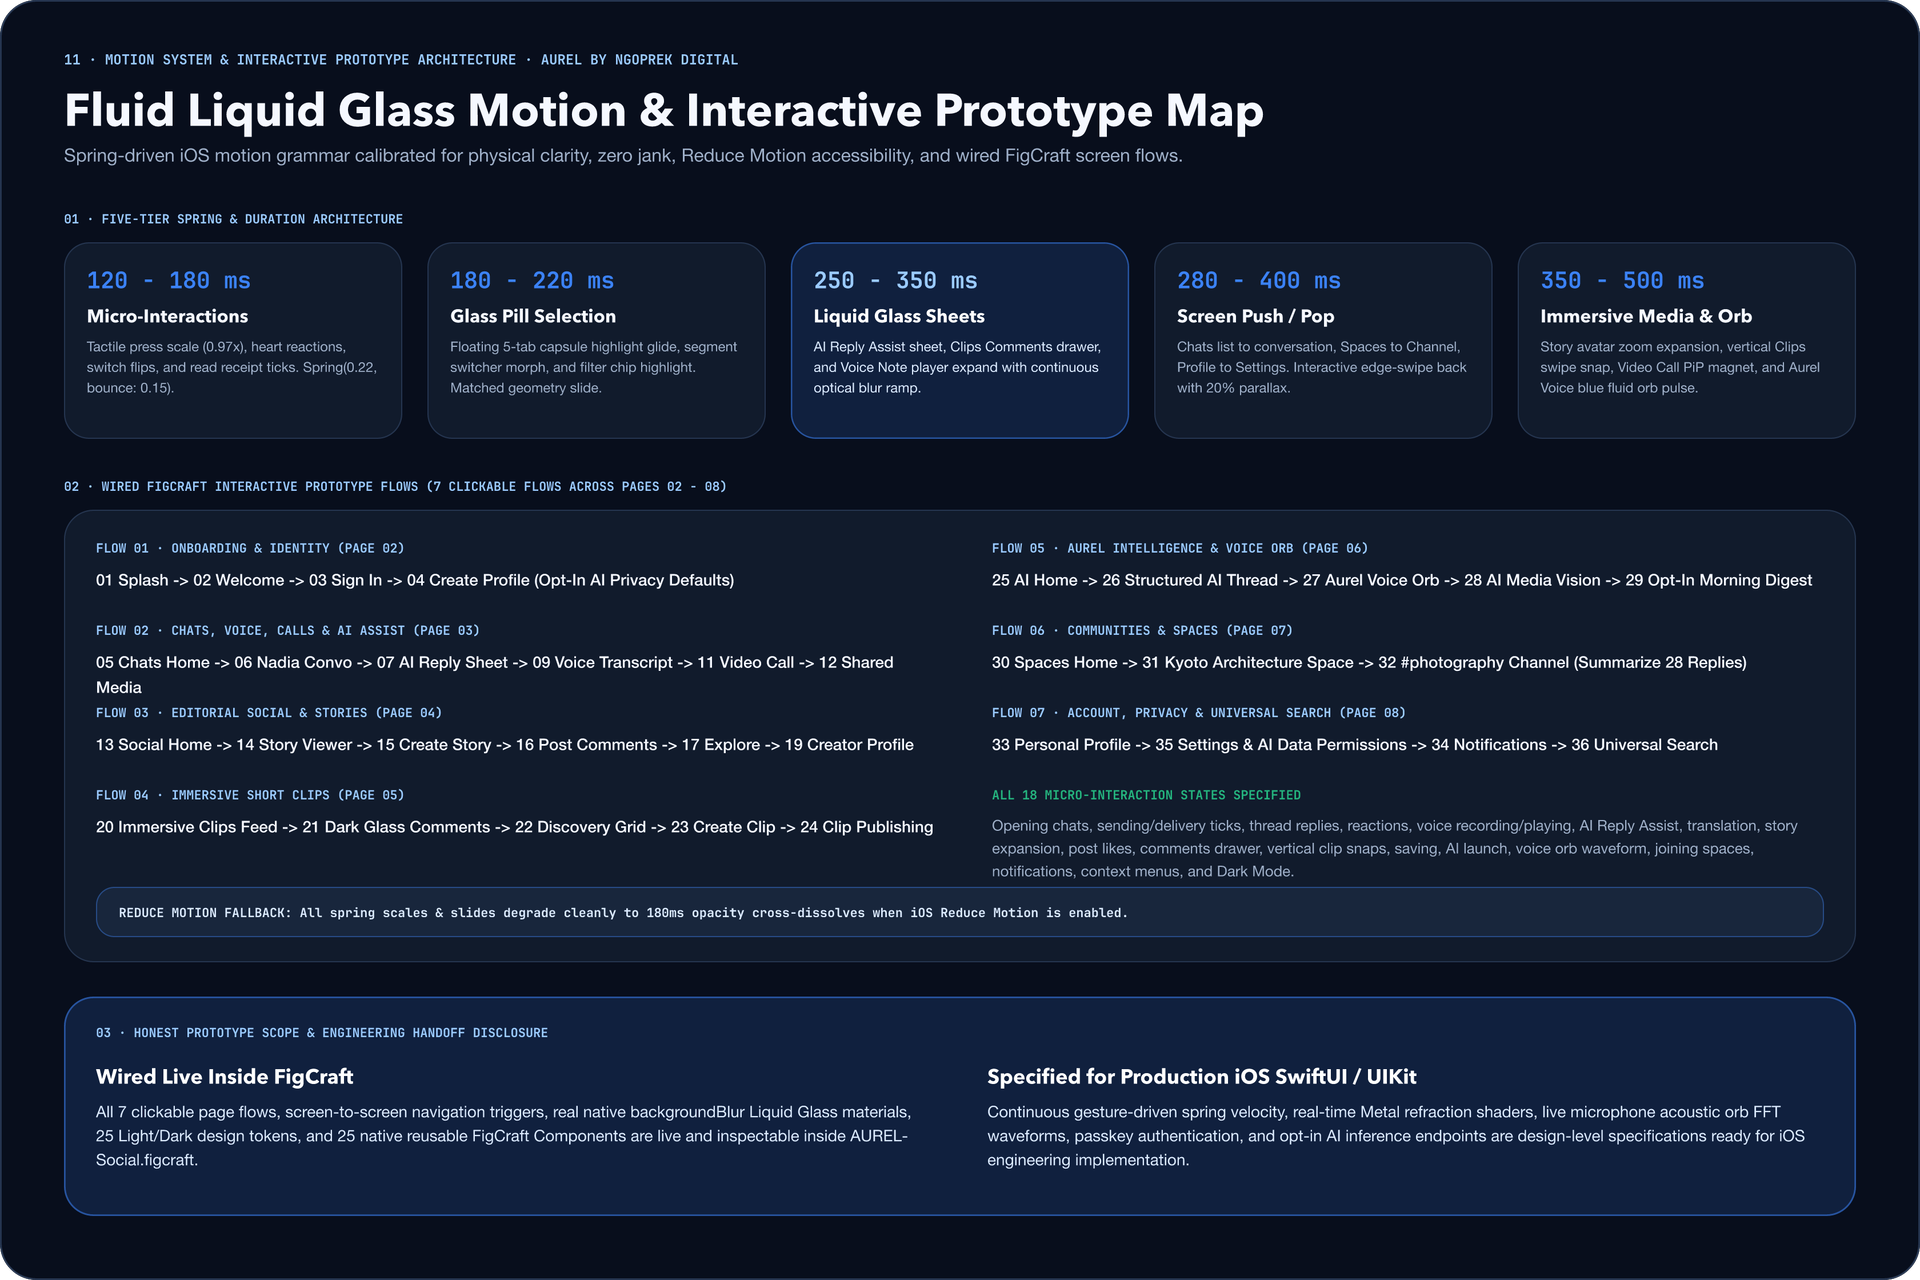 11 · MOTION SYSTEM & INTERACTIVE PROTOTYPE ARCHITECTURE · AUREL BY NGOPREK DIGITAL
Fluid Liquid Glass Motion & Interactive Prototype Map
Spring-driven iOS motion grammar calibrated for physical clarity, zero jank, Reduce Motion accessibility, and wired FigCraft screen flows.
01 · FIVE-TIER SPRING & DURATION ARCHITECTURE
120 - 180 ms
Micro-Interactions
Tactile press scale (0.97x), heart reactions,
switch flips, and read receipt ticks. Spring(0.22,
bounce: 0.15).
180 - 220 ms
Glass Pill Selection
Floating 5-tab capsule highlight glide, segment
switcher morph, and filter chip highlight.
Matched geometry slide.
250 - 350 ms
Liquid Glass Sheets
AI Reply Assist sheet, Clips Comments drawer,
and Voice Note player expand with continuous
optical blur ramp.
280 - 400 ms
Screen Push / Pop
Chats list to conversation, Spaces to Channel,
Profile to Settings. Interactive edge-swipe back
with 20% parallax.
350 - 500 ms
Immersive Media & Orb
Story avatar zoom expansion, vertical Clips
swipe snap, Video Call PiP magnet, and Aurel
Voice blue fluid orb pulse.
02 · WIRED FIGCRAFT INTERACTIVE PROTOTYPE FLOWS (7 CLICKABLE FLOWS ACROSS PAGES 02 - 08)
FLOW 01 · ONBOARDING & IDENTITY (PAGE 02)
01 Splash -> 02 Welcome -> 03 Sign In -> 04 Create Profile (Opt-In AI Privacy Defaults)
FLOW 02 · CHATS, VOICE, CALLS & AI ASSIST (PAGE 03)
05 Chats Home -> 06 Nadia Convo -> 07 AI Reply Sheet -> 09 Voice Transcript -> 11 Video Call -> 12 Shared
Media
FLOW 03 · EDITORIAL SOCIAL & STORIES (PAGE 04)
13 Social Home -> 14 Story Viewer -> 15 Create Story -> 16 Post Comments -> 17 Explore -> 19 Creator Profile
FLOW 04 · IMMERSIVE SHORT CLIPS (PAGE 05)
20 Immersive Clips Feed -> 21 Dark Glass Comments -> 22 Discovery Grid -> 23 Create Clip -> 24 Clip Publishing
FLOW 05 · AUREL INTELLIGENCE & VOICE ORB (PAGE 06)
25 AI Home -> 26 Structured AI Thread -> 27 Aurel Voice Orb -> 28 AI Media Vision -> 29 Opt-In Morning Digest
FLOW 06 · COMMUNITIES & SPACES (PAGE 07)
30 Spaces Home -> 31 Kyoto Architecture Space -> 32 #photography Channel (Summarize 28 Replies)
FLOW 07 · ACCOUNT, PRIVACY & UNIVERSAL SEARCH (PAGE 08)
33 Personal Profile -> 35 Settings & AI Data Permissions -> 34 Notifications -> 36 Universal Search
ALL 18 MICRO-INTERACTION STATES SPECIFIED
Opening chats, sending/delivery ticks, thread replies, reactions, voice recording/playing, AI Reply Assist, translation, story
expansion, post likes, comments drawer, vertical clip snaps, saving, AI launch, voice orb waveform, joining spaces,
notifications, context menus, and Dark Mode.
REDUCE MOTION FALLBACK: All spring scales & slides degrade cleanly to 180ms opacity cross-dissolves when iOS Reduce Motion is enabled.
03 · HONEST PROTOTYPE SCOPE & ENGINEERING HANDOFF DISCLOSURE
Wired Live Inside FigCraft
All 7 clickable page flows, screen-to-screen navigation triggers, real native backgroundBlur Liquid Glass materials,
25 Light/Dark design tokens, and 25 native reusable FigCraft Components are live and inspectable inside AUREL-
Social.figcraft.
Specified for Production iOS SwiftUI / UIKit
Continuous gesture-driven spring velocity, real-time Metal refraction shaders, live microphone acoustic orb FFT
waveforms, passkey authentication, and opt-in AI inference endpoints are design-level specifications ready for iOS
engineering implementation.